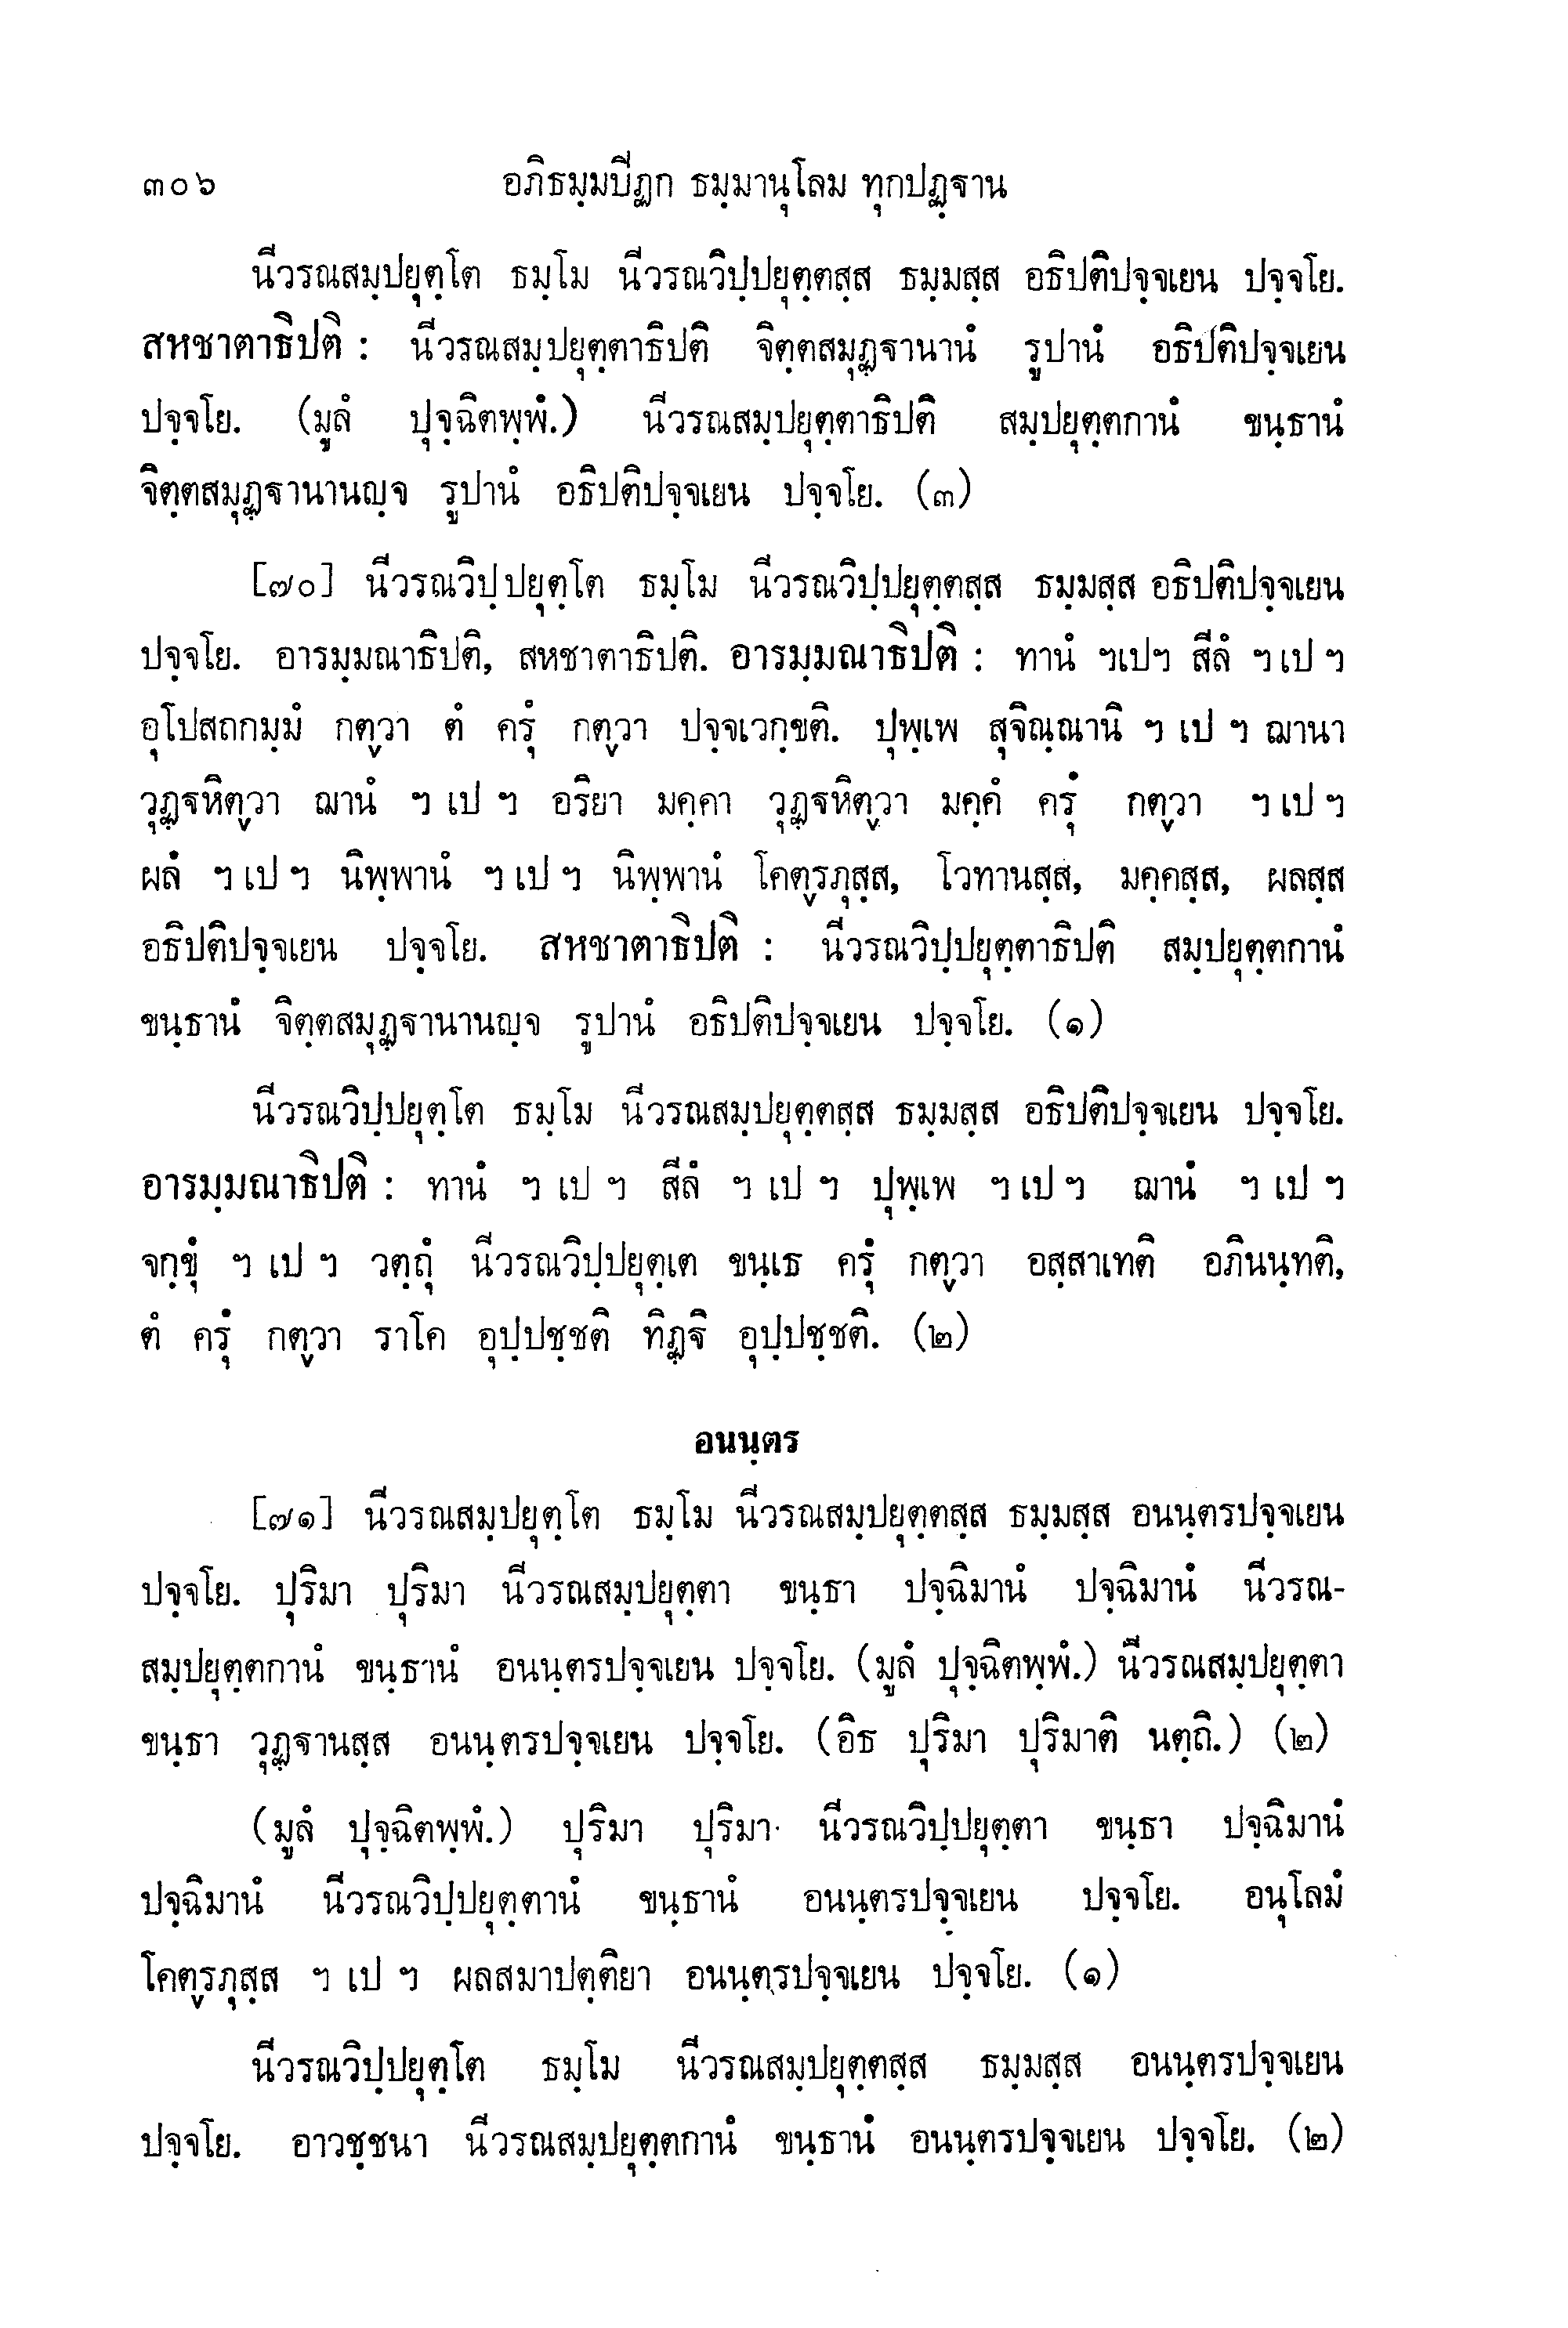 ๓๐๖ อภิธมฺมปิฏก ธมฺมานุโลม ทุกปฏฺฐาน
นีวรณสมฺปยุตฺโต ธมฺโม นีวรณวิปฺปยุตฺตสฺส ธมฺมสฺส อธิปติปจฺจเยน ปจฺจโย.
สหชาตาธิปติ : นีวรณสมฺปยุตฺตาธิปติ จิตฺตสมุฏฺฐานานํ รูปานํ อธิปติปจฺจเยน
ปจฺจโย. (มูลํ ปุจฺฉิตพฺพํ.) นีวรณสมฺปยุตฺตาธิปติ สมฺปยุตฺตกานํ ขนฺธานํ
จิตฺตสมุฏฺฐานานญฺจ รูปานํ อธิปติปจฺจเยน ปจฺจโย. (๓)
[๗๐] นีวรณวิปฺปยุตฺโต ธมฺโม นีวรณวิปฺปยุตฺตสฺส ธมฺมสฺส อธิปติปจฺจเยน
ปจฺจโย. อารมฺมณาธิปติ, สหชาตาธิปติ. อารมฺมณาธิปติ : ทานํ ฯเปฯ สีลํ ฯ เป ฯ
อุโปสถกมฺมํ กตฺวา ตํ ครุํ กตฺวา ปจฺจเวกฺขติ. ปุพฺเพ สุจิณฺณานิ ฯ เป ฯ ฌานา
วุฏฺฐหิตฺวา ฌานํ ฯ เป ฯ อริยา มคฺคา วุฏฺฐหิตฺวา มคฺคํ ครุํ กตฺวา ฯ เป ฯ
ผลํ ฯ เป ฯ นิพฺพานํ ฯ เป ฯ นิพฺพานํ โคตฺรภุสฺส, โวทานสฺส, มคฺคสฺส, ผลสฺส
อธิปติปจฺจเยน ปจฺจโย. สหชาตาธิปติ : นีวรณวิปฺปยุตฺตาธิปติ สมฺปยุตฺตกานํ
ขนฺธานํ จิตฺตสมุฏฺฐานานญฺจ รูปานํ อธิปติปจฺจเยน ปจฺจโย. (๑)
นีวรณวิปฺปยุตฺโต ธมฺโม นีวรณสมฺปยุตฺตสฺส ธมฺมสฺส อธิปติปจฺจเยน ปจฺจโย.
อารมฺมณาธิปติ : ทานํ ฯ เป ฯ สีลํ ฯ เป ฯ ปุพฺเพ ฯ เป ฯ ฌานํ ฯ เป ฯ
จกฺขุํ ฯ เป ฯ วตฺถุํ นีวรณวิปฺปยุตฺเต ขนฺเธ ครุํ กตฺวา อสฺสาเทติ อภินนฺทติ,
ตํ ครุํ กตฺวา ราโค อุปฺปชฺชติ ทิฏฺฐิ อุปฺปชฺชติ. (๒)
อนนฺตร
[๗๑] นีวรณสมฺปยุตฺโต ธมฺโม นีวรณสมฺปยุตฺตสฺส ธมฺมสฺส อนนฺตรปจฺจเยน
ปจฺจโย. ปุริมา ปุริมา นีวรณสมฺปยุตฺตา ขนฺธา ปจฺฉิมานํ ปจฺฉิมานํ นีวรณ-
สมฺปยุตฺตกานํ ขนฺธานํ อนนฺตรปจฺจเยน ปจฺจโย. (มูลํ ปุจฺฉิตพฺพํ.) นีวรณสมฺปยุตฺตา
ขนฺธา วุฏฺฐานสฺส อนนฺตรปจฺจเยน ปจฺจโย. (อิธ ปุริมา ปุริมาติ นตฺถิ.) (๒)
(มูลํ ปุจฺฉิตพฺพํ.) ปุริมา ปุริมา นีวรณวิปฺปยุตฺตา ขนฺธา ปจฺฉิมานํ
ปจฺฉิมานํ นีวรณวิปฺปยุตฺตานํ ขนฺธานํ อนนฺตรปจฺจเยน ปจฺจโย. อนุโลมํ
โคตฺรภุสฺส ฯ เป ฯ ผลสมาปตฺติยา อนนฺตรปจฺจเยน ปจฺจโย. (๑)
นีวรณวิปฺปยุตฺโต ธมฺโม นีวรณสมฺปยุตฺตสฺส ธมฺมสฺส อนนฺตรปจฺจเยน
ปจฺจโย. อาวชฺชนา นีวรณสมฺปยุตฺตกานํ ขนฺธานํ อนนฺตรปจฺจเยน ปจฺจโย. (๒)